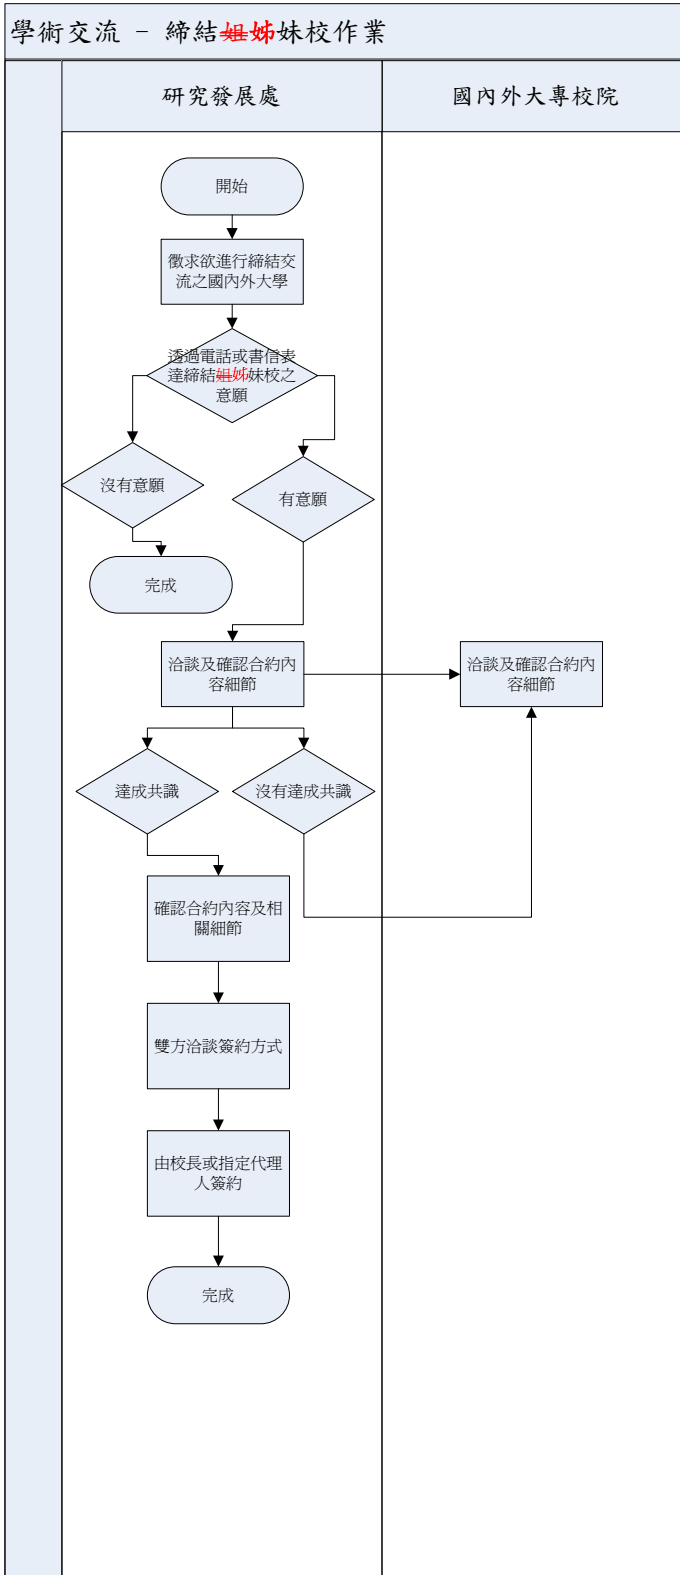 學術交流 - 締結姐姊妹校作業
研究發展處
國內外大專校院
開始
徵求欲進行締結交
流之國內外大學
透過電話或書信表
達締結姐姊妹校之
意願
沒有意願
有意願
完成
洽談及確認合約內
容細節
洽談及確認合約內
容細節
達成共識
沒有達成共識
確認合約內容及相
關細節
雙方洽談簽約方式
由校長或指定代理
人簽約
完成